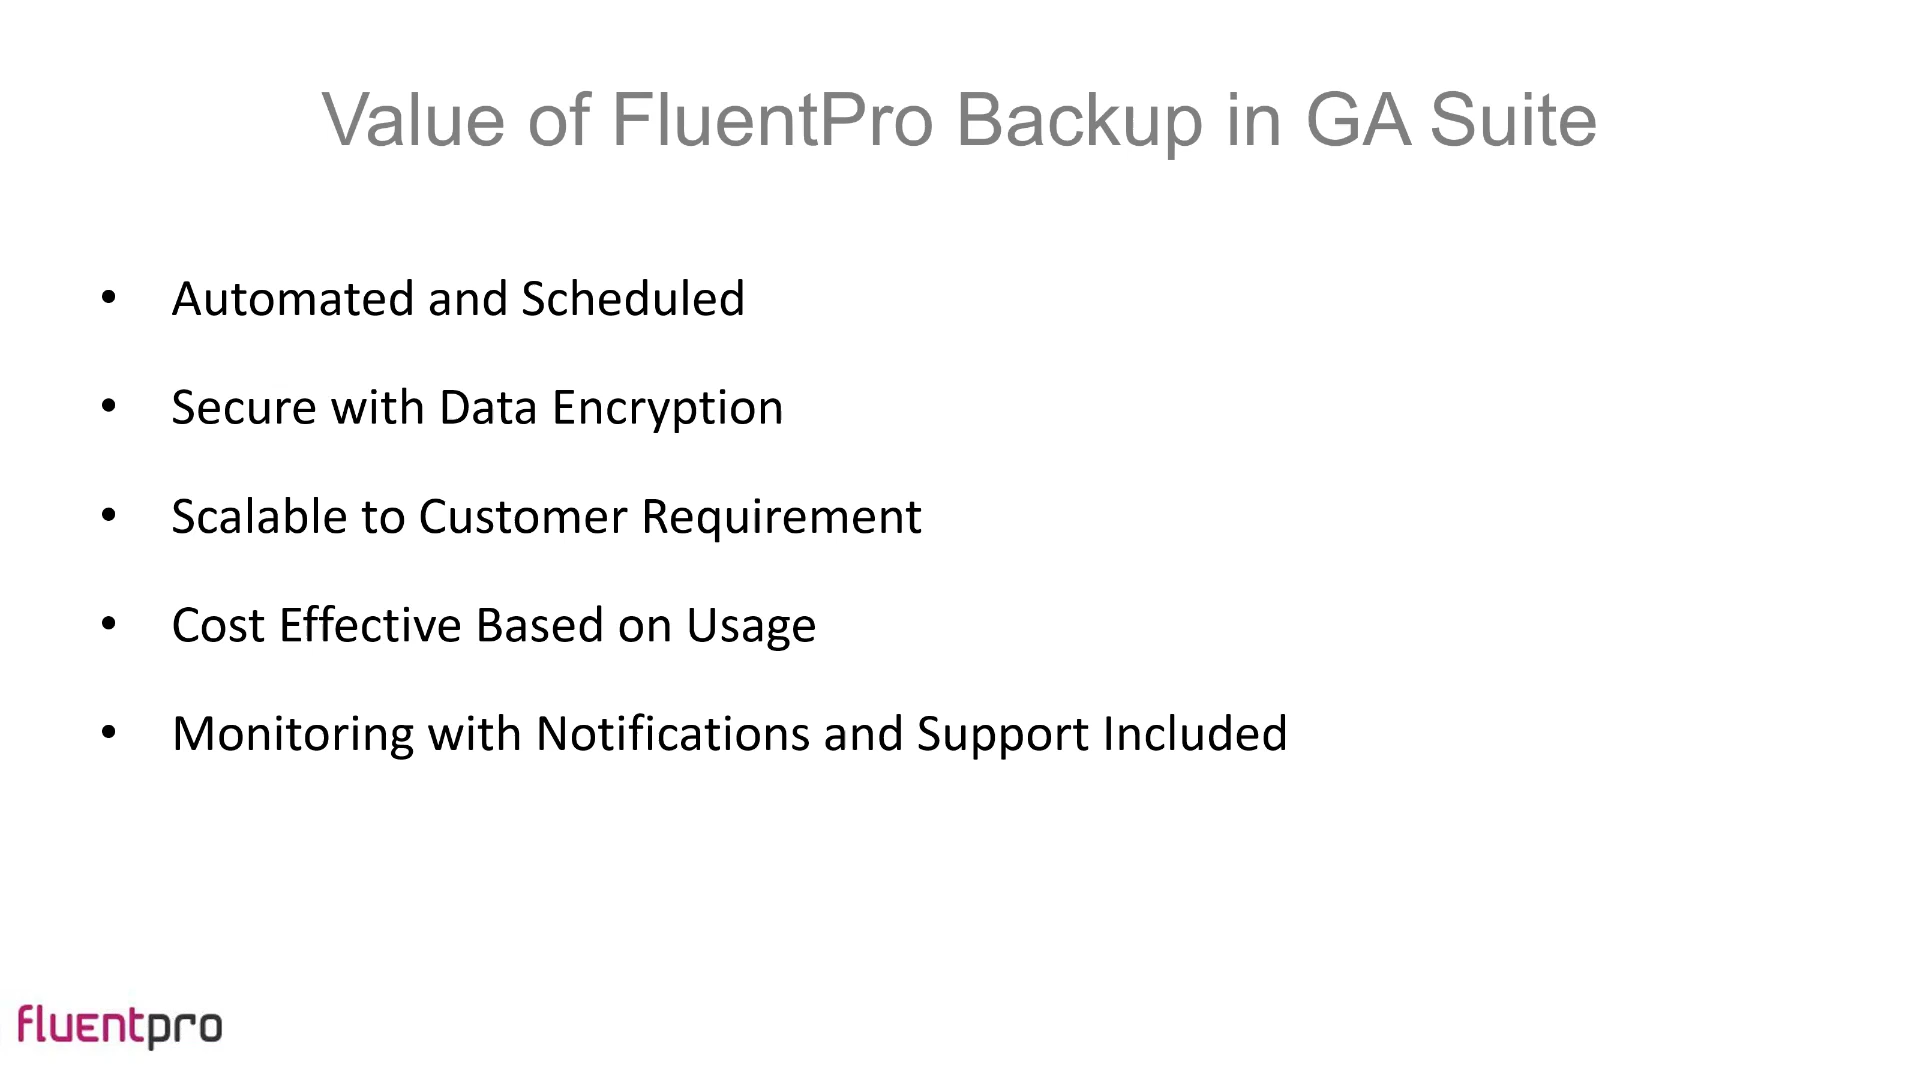 Value of FluentPro Backup in GA Suite
• Automated and Scheduled
• Secure with Data Encryption
• Scalable to Customer Requirement
• Cost Effective Based on Usage
• Monitoring with Notifications and Support Included
fluentpro